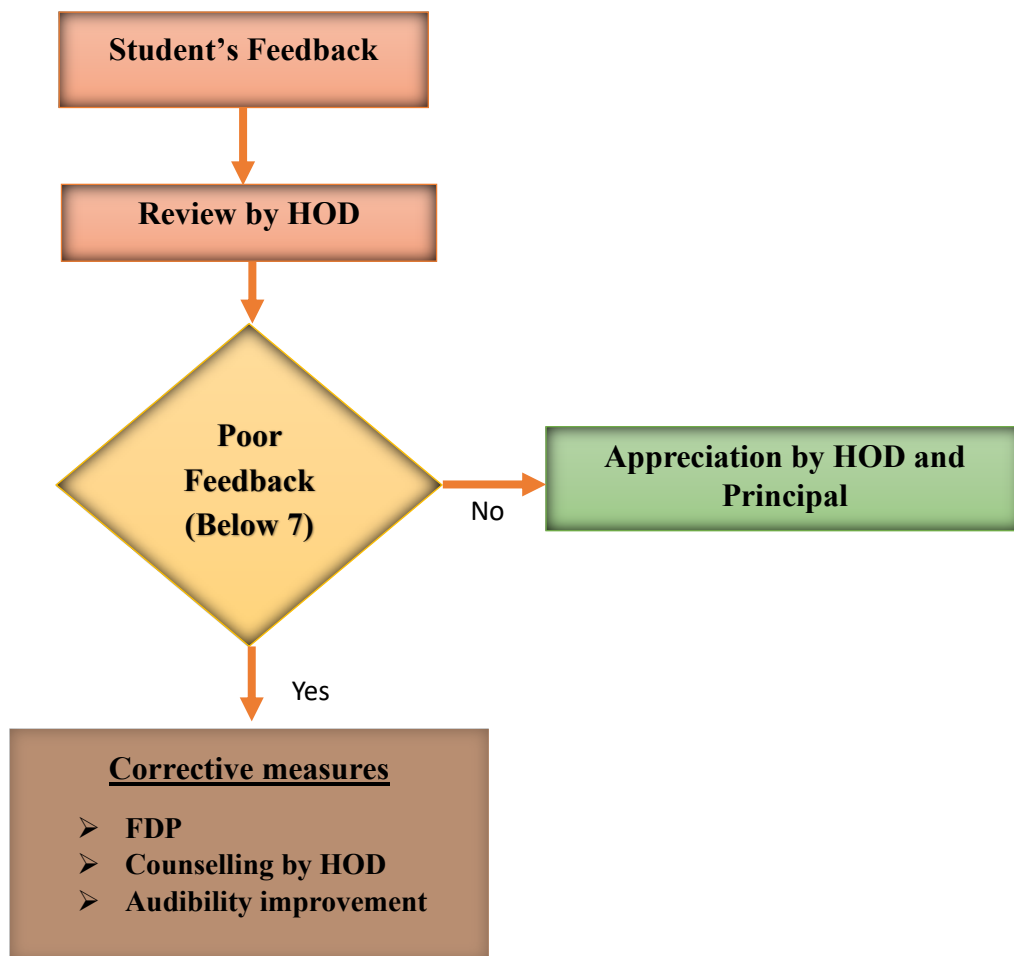 Student’s Feedback
Review by HOD
Poor
Feedback
(Below 7)
No
Appreciation by HOD and
Principal
Yes
Corrective measures
➢ FDP
➢ Counselling by HOD
➢ Audibility improvement